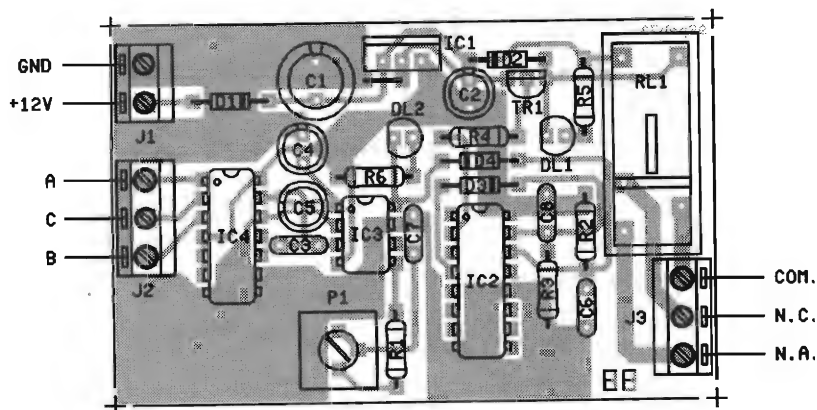 GND
+12V
J1
D1
C1
IC1
C2
D2
TR1
R5
RL1
DL2
R4
DL1
D4
D3
C4
R6
A
C
B
J2
C5
C3
IC4
IC3
C7
C8
R2
IC2
R3
C6
P1
R1
J3
COM.
N.C.
N.A.
EE